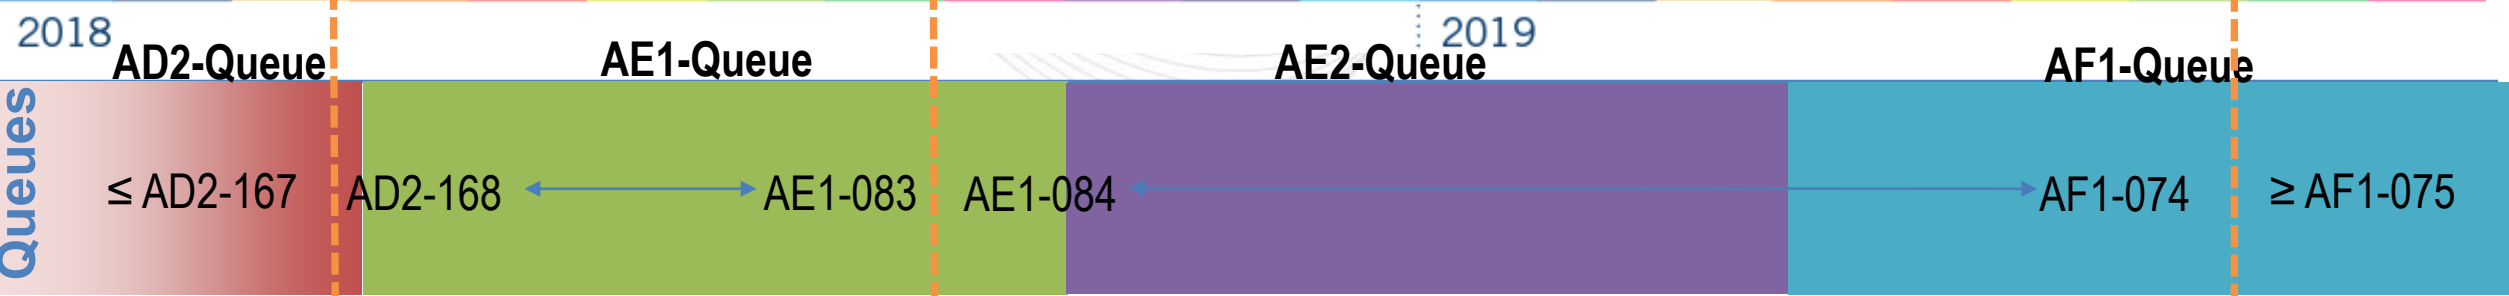 2018
2019
AD2-Queue
AE1-Queue
AE2-Queue
AF1-Queue
Queues
≤ AD2-167
AD2-168
AE1-083
AE1-084
AF1-074
≥ AF1-075